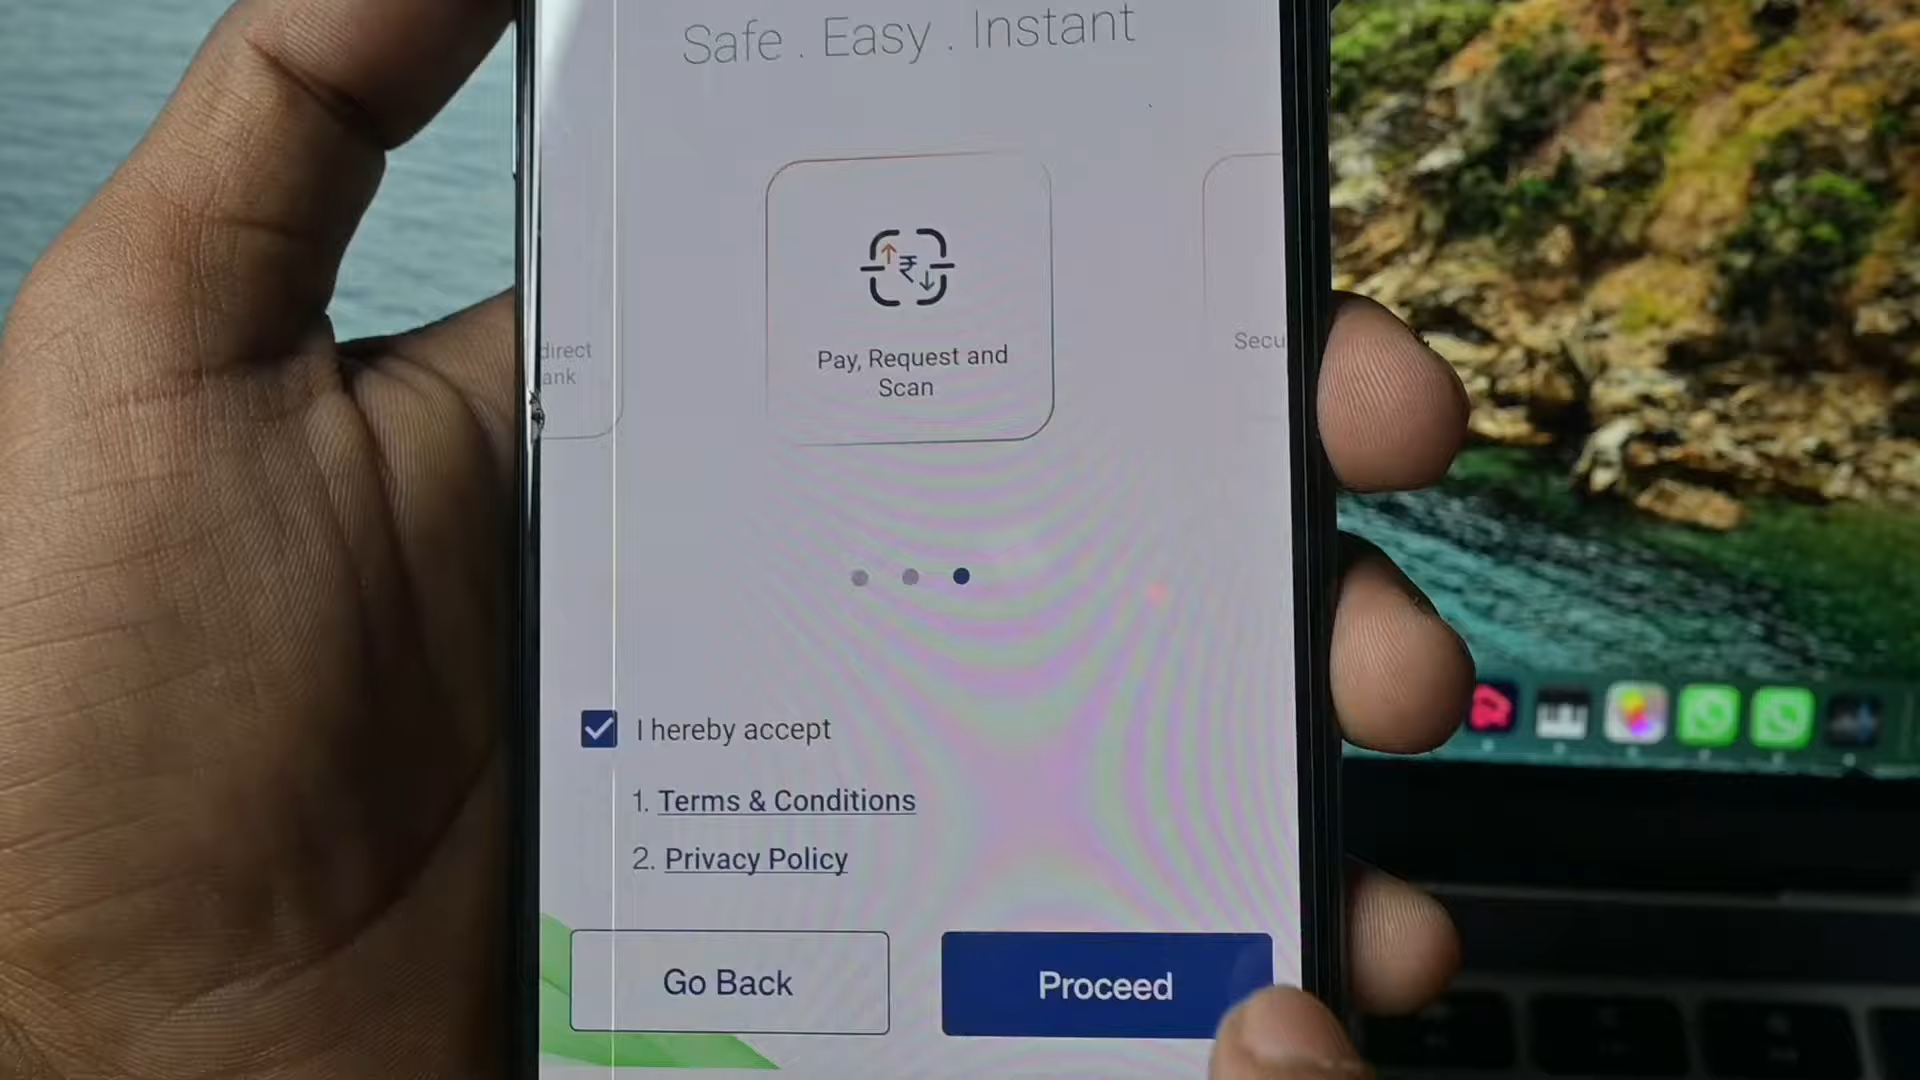 Safe . Easy . Instant
direct
ank
Pay, Request and
Scan
Secu
I hereby accept
1. Terms & Conditions
2. Privacy Policy
Go Back
Proceed